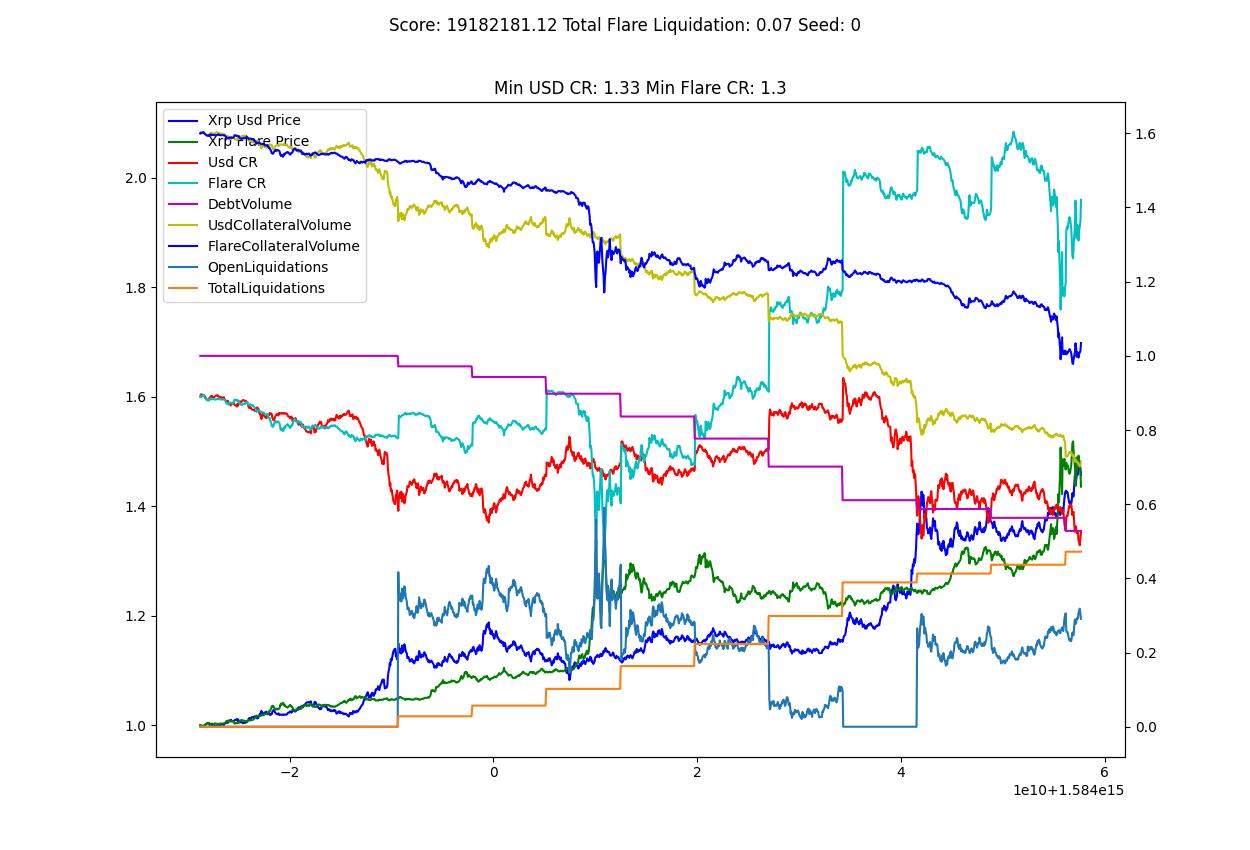 Score: 19182181.12 Total Flare Liquidation: 0.07 Seed: 0
Min USD CR: 1.33 Min Flare CR: 1.3
Xrp Usd Price
Xrp Flare Price
Usd CR
Flare CR
DebtVolume
UsdCollateralVolume
FlareCollateralVolume
OpenLiquidations
TotalLiquidations
2.0
1.8
1.6
1.4
1.2
1.0
1.6
1.4
1.2
1.0
0.8
0.6
0.4
0.2
0.0
−2
0
2
4
6
1e10+1.584e15